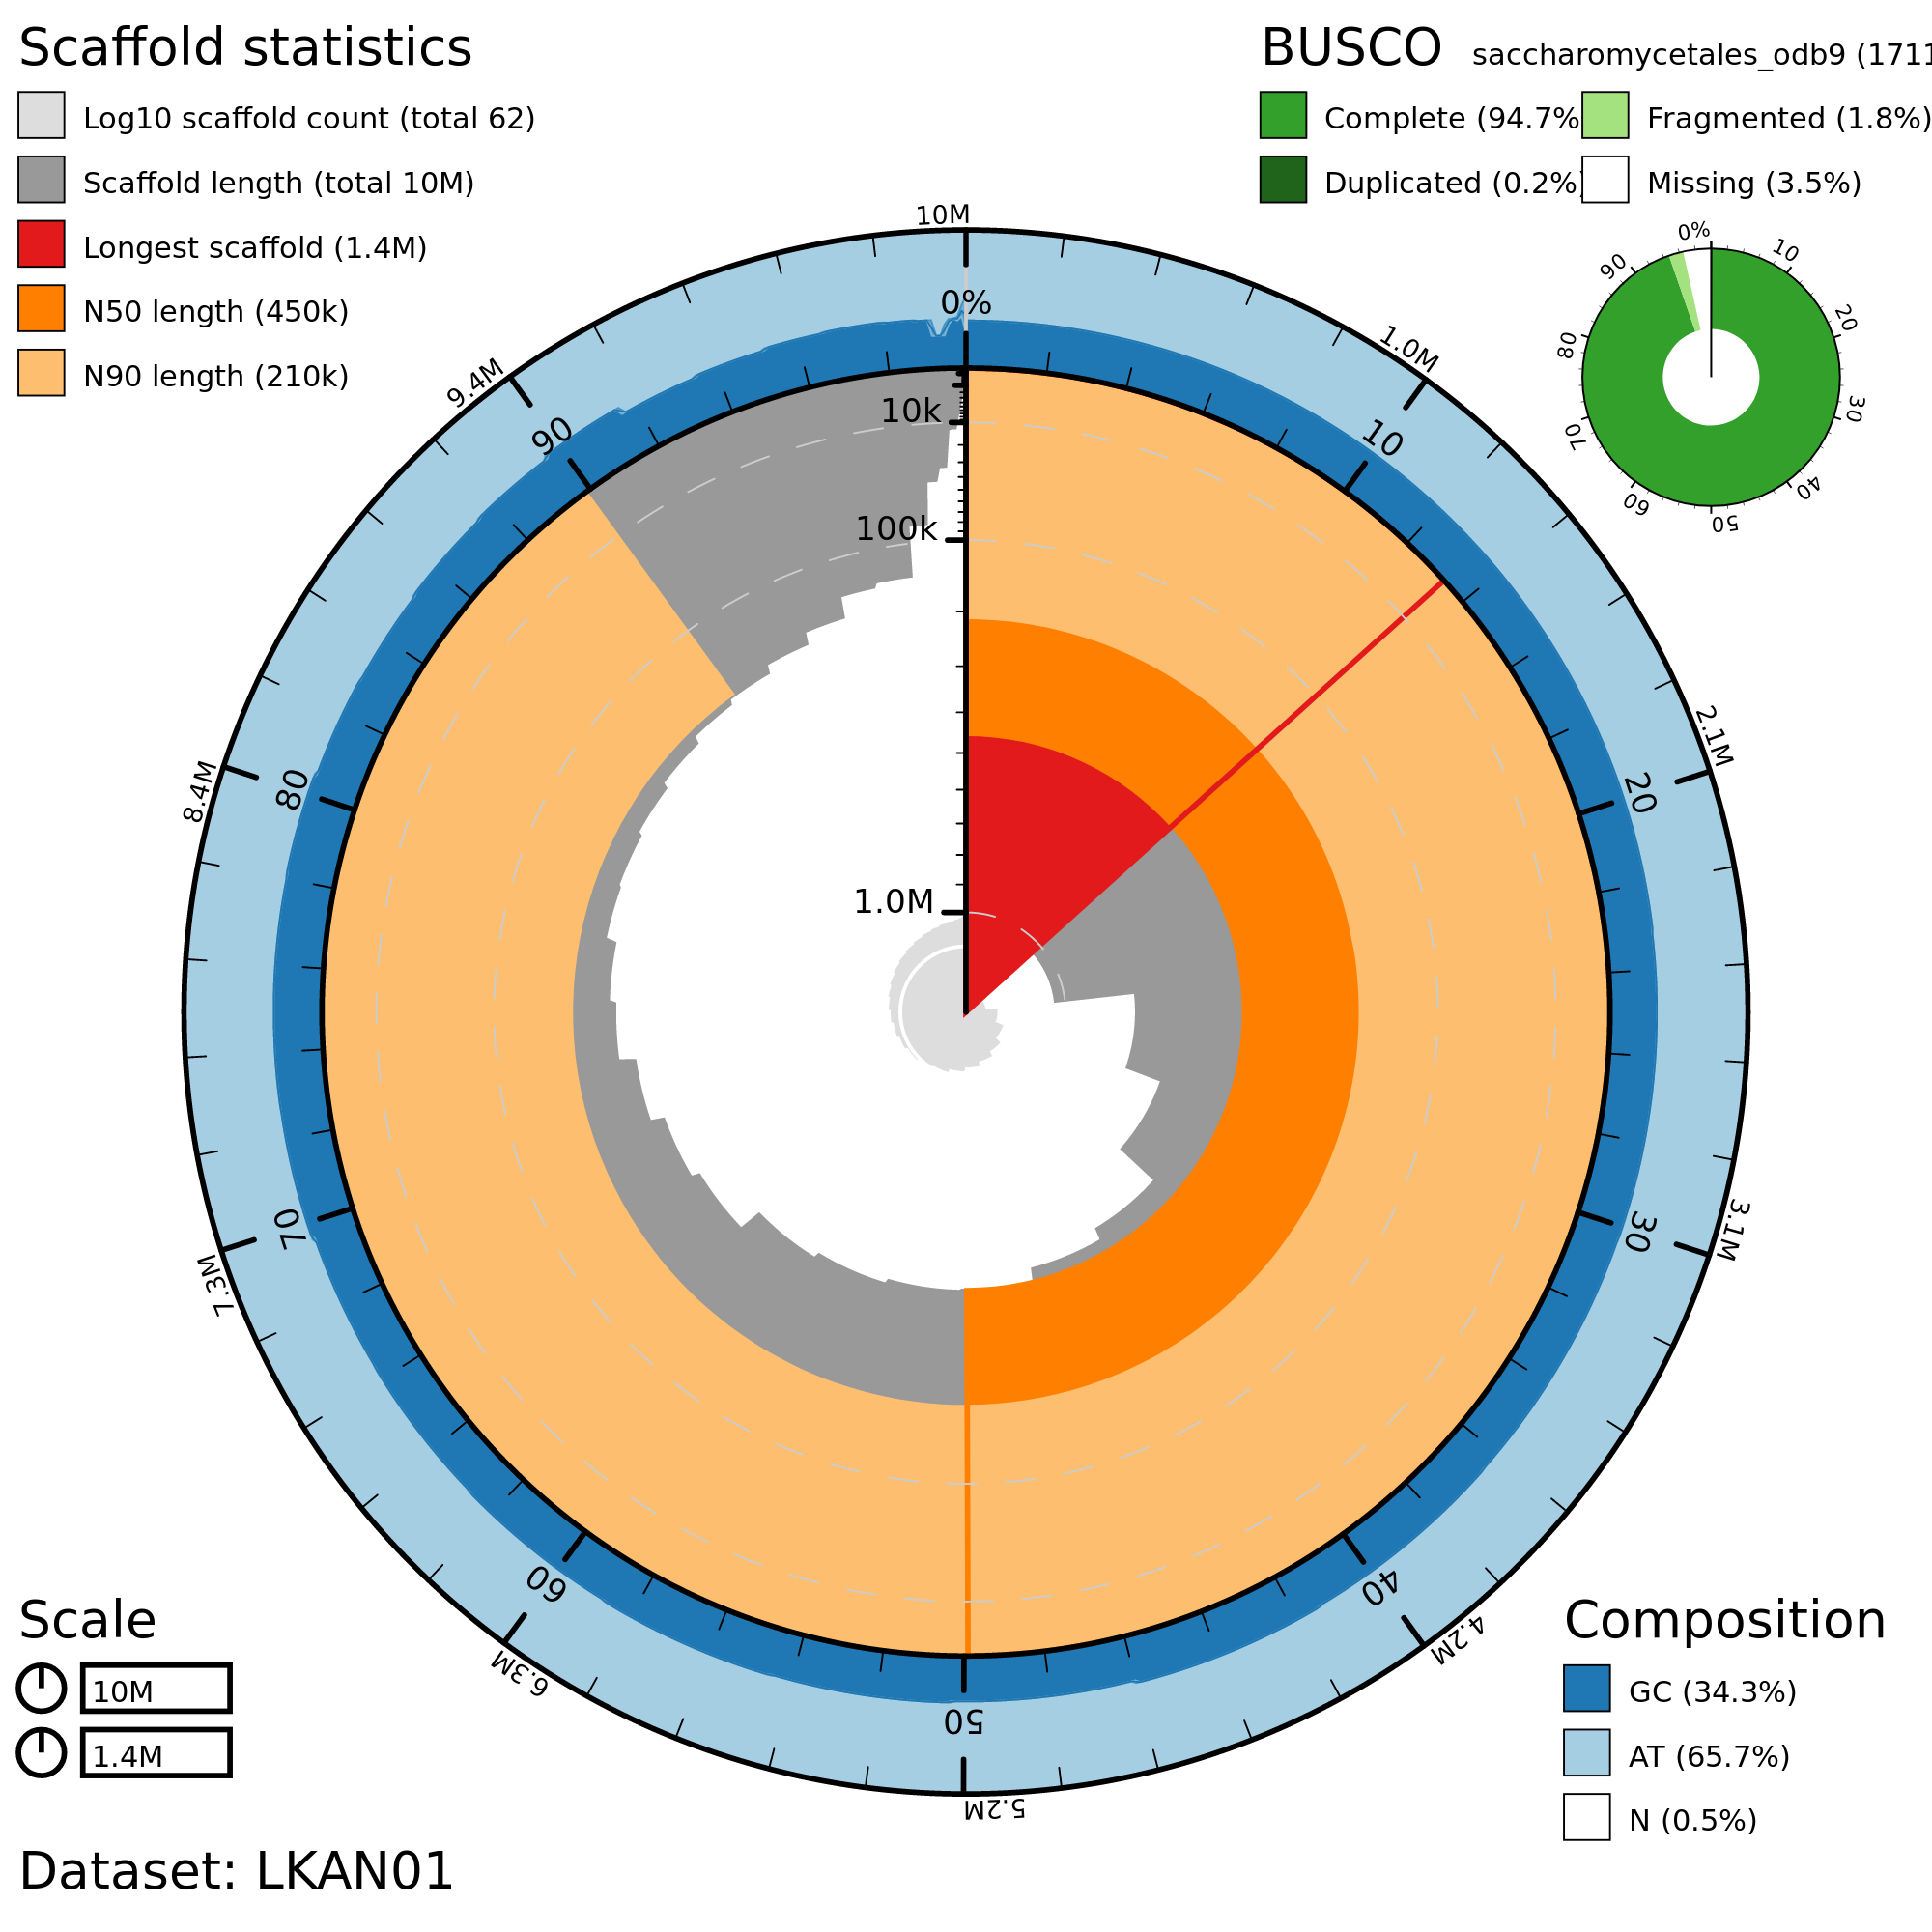 Scaffold statistics
Log10 scaffold count (total 62)
Scaffold length (total 10M)
Longest scaffold (1.4M)
N50 length (450k)
N90 length (210k)
BUSCO saccharomycetales_odb9 (1711
Complete (94.7%
Fragmented (1.8%)
Duplicated (0.2%)
Missing (3.5%)
0%
10
20
30
40
50
60
70
80
90
10M
1.0M
2.1M
3.1M
4.2M
5.2M
6.3M
7.3M
8.4M
9.4M
0%
10
20
30
40
50
60
70
80
90
10k
100k
1.0M
Scale
10M
1.4M
Composition
GC (34.3%)
AT (65.7%)
N (0.5%)
Dataset: LKAN01